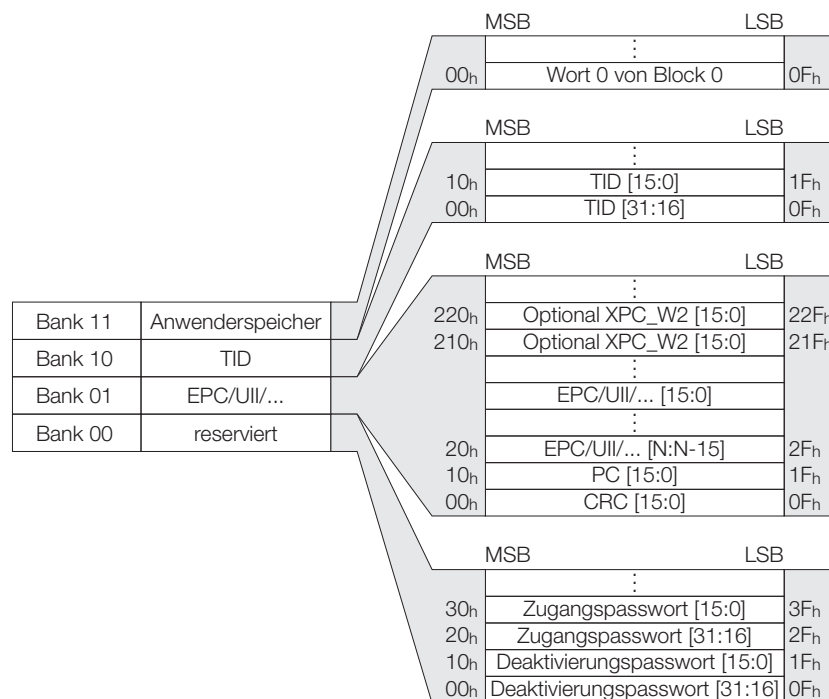 MSB LSB
⋮
00h Wort 0 von Block 0 0Fh
MSB LSB
⋮
10h TID [15:0] 1Fh
00h TID [31:16] 0Fh
MSB LSB
⋮
220h Optional XPC_W2 [15:0] 22Fh
210h Optional XPC_W2 [15:0] 21Fh
⋮
EPC/UII/... [15:0]
⋮
20h EPC/UII/... [N:N-15] 2Fh
10h PC [15:0] 1Fh
00h CRC [15:0] 0Fh
MSB LSB
⋮
30h Zugangspasswort [15:0] 3Fh
20h Zugangspasswort [31:16] 2Fh
10h Deaktivierungspasswort [15:0] 1Fh
00h Deaktivierungspasswort [31:16] 0Fh
Bank 11 Anwenderspeicher
Bank 10 TID
Bank 01 EPC/UII/...
Bank 00 reserviert